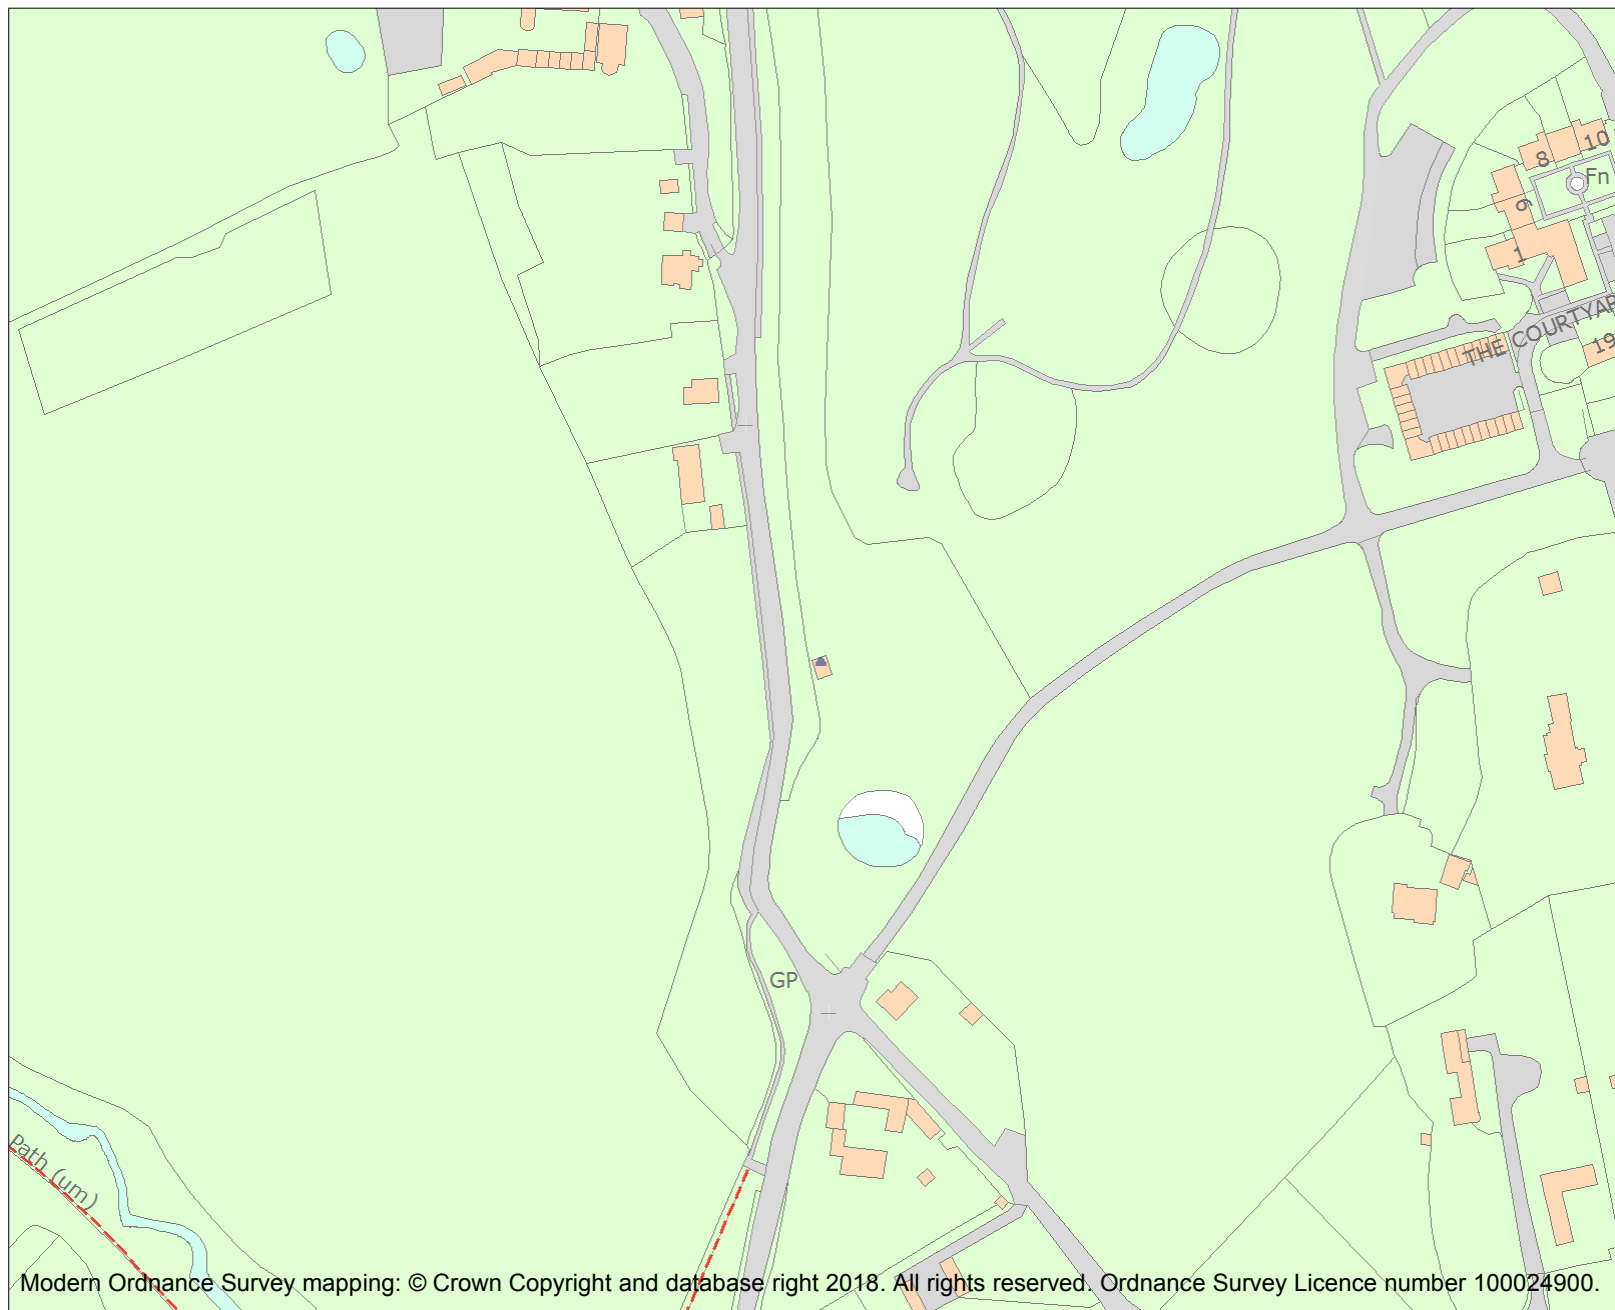 10
8
Fn
6
1
THE COURTYAR
19
GP
Path (um)
Modern Ordnance Survey mapping: © Crown Copyright and database right 2018. All rights reserved. Ordnance Survey Licence number 100024900.